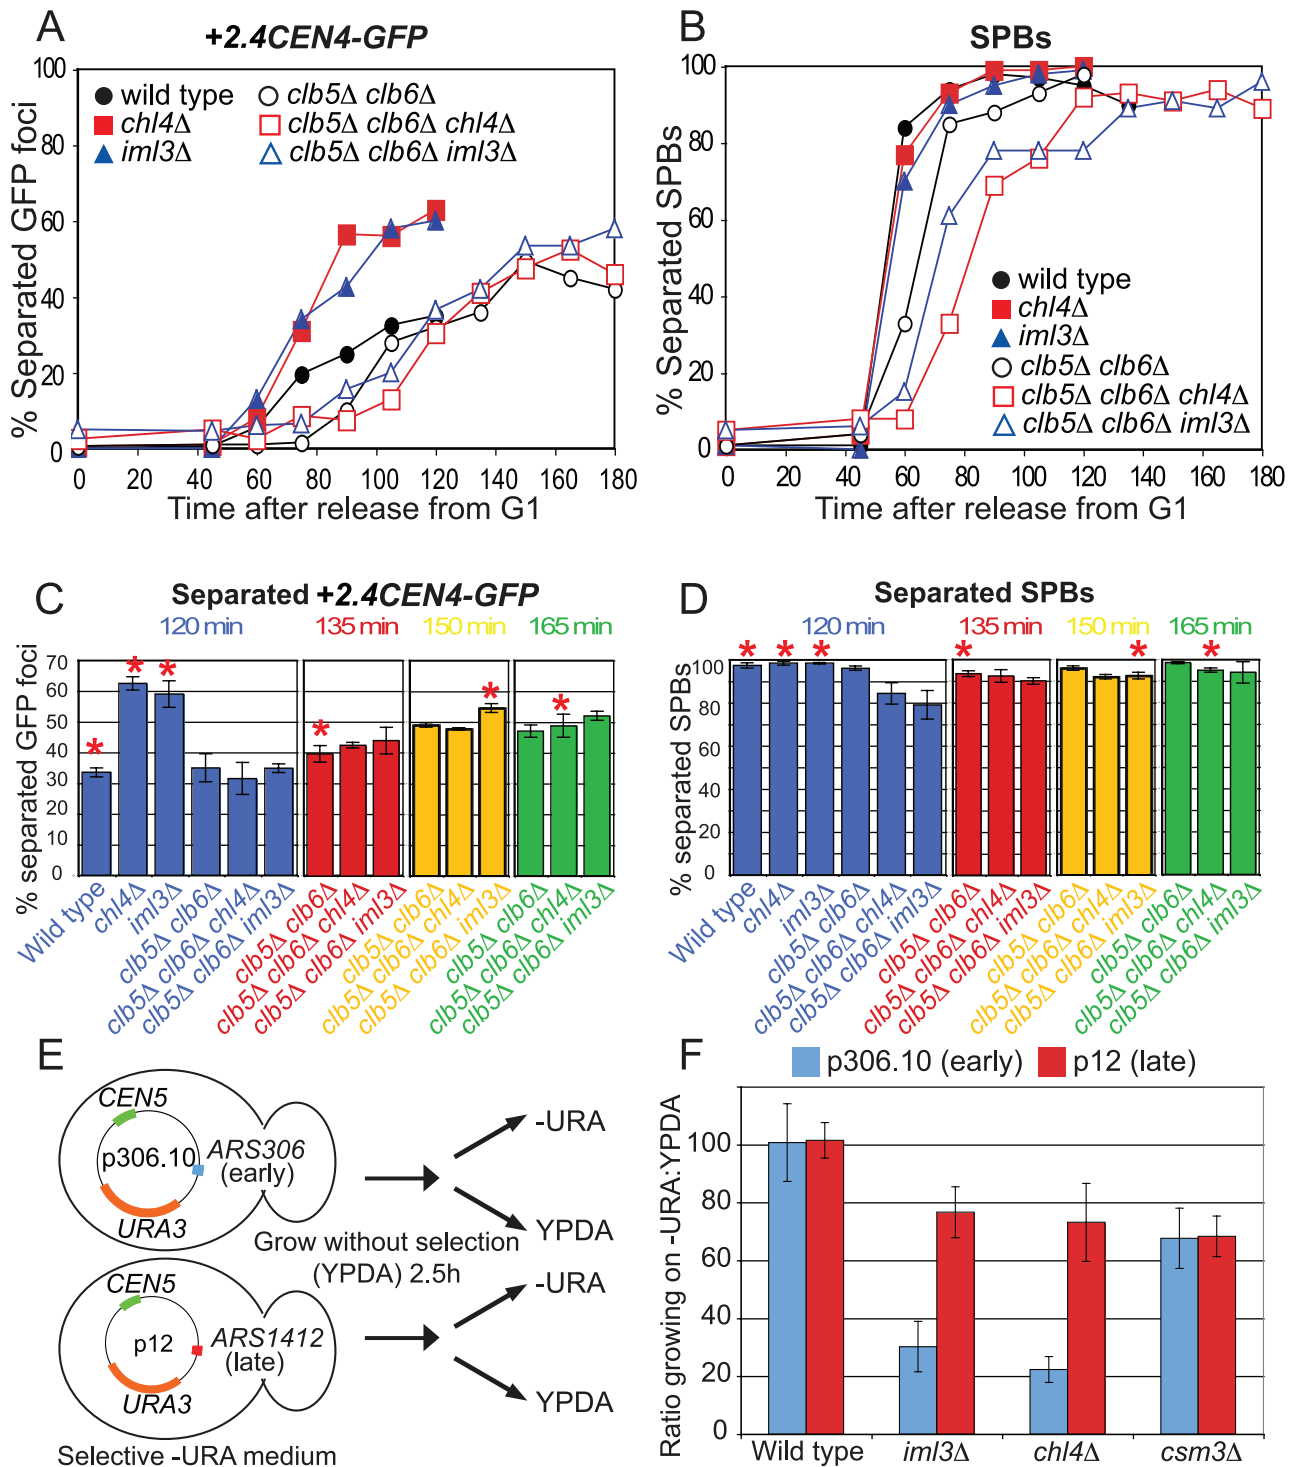 A
+2.4CEN4-GFP
% Separated GFP foci
100
80
60
40
20
0
wild type
chl4Δ
iml3Δ
clb5Δ clb6Δ
clb5Δ clb6Δ chl4Δ
clb5Δ clb6Δ iml3Δ
0 20 40 60 80 100 120 140 160 180
Time after release from G1
B
SPBs
% Separated SPBs
100
80
60
40
20
0
wild type
chl4Δ
iml3Δ
clb5Δ clb6Δ
clb5Δ clb6Δ chl4Δ
clb5Δ clb6Δ iml3Δ
0 20 40 60 80 100 120 140 160 180
Time after release from G1
C
Separated +2.4CEN4-GFP
120 min 135 min 150 min 165 min
% separated GFP foci
70
60
50
40
30
20
10
0
* * * * * *
Wild type
chl4Δ
iml3Δ
clb5Δ clb6Δ
clb5Δ clb6Δ chl4Δ
clb5Δ clb6Δ iml3Δ
clb5Δ clb6Δ
clb5Δ clb6Δ chl4Δ
clb5Δ clb6Δ iml3Δ
clb5Δ clb6Δ
clb5Δ clb6Δ chl4Δ
clb5Δ clb6Δ iml3Δ
clb5Δ clb6Δ
clb5Δ clb6Δ chl4Δ
clb5Δ clb6Δ iml3Δ
D
Separated SPBs
120 min 135 min 150 min 165 min
% separated SPBs
100
80
60
40
20
0
* * * * * *
Wild type
chl4Δ
iml3Δ
clb5Δ clb6Δ
clb5Δ clb6Δ chl4Δ
clb5Δ clb6Δ iml3Δ
clb5Δ clb6Δ
clb5Δ clb6Δ chl4Δ
clb5Δ clb6Δ iml3Δ
clb5Δ clb6Δ
clb5Δ clb6Δ chl4Δ
clb5Δ clb6Δ iml3Δ
clb5Δ clb6Δ
clb5Δ clb6Δ chl4Δ
clb5Δ clb6Δ iml3Δ
E
CEN5
p306.10
ARS306
(early)
URA3
-URA
YPDA
Grow without selection
(YPDA) 2.5h
CEN5
p12
ARS1412
(late)
URA3
-URA
YPDA
Selective -URA medium
F
p306.10 (early)
p12 (late)
Ratio growing on -URA:YPDA
100
80
60
40
20
0
Wild type
iml3Δ
chl4Δ
csm3Δ